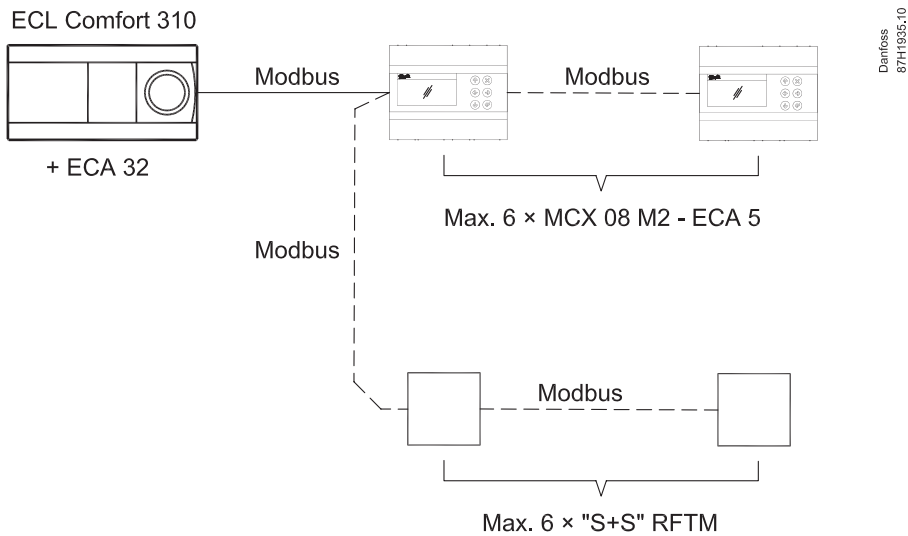 ECL Comfort 310
Danfoss
87H1935.10
Modbus
Modbus
+ ECA 32
Max. 6 × MCX 08 M2 - ECA 5
Modbus
Modbus
Max. 6 × "S+S" RFTM